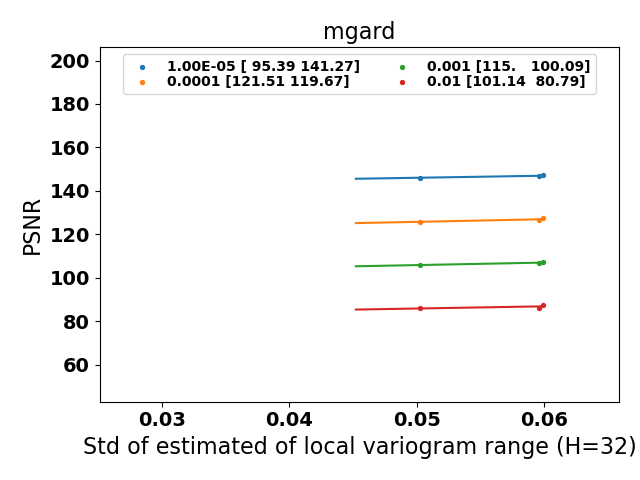 mgard
1.00E-05 [ 95.39 141.27]
0.0001 [121.51 119.67]
0.001 [115.   100.09]
0.01 [101.14  80.79]
PSNR
200
180
160
140
120
100
80
60
0.03 0.04 0.05 0.06
Std of estimated of local variogram range (H=32)